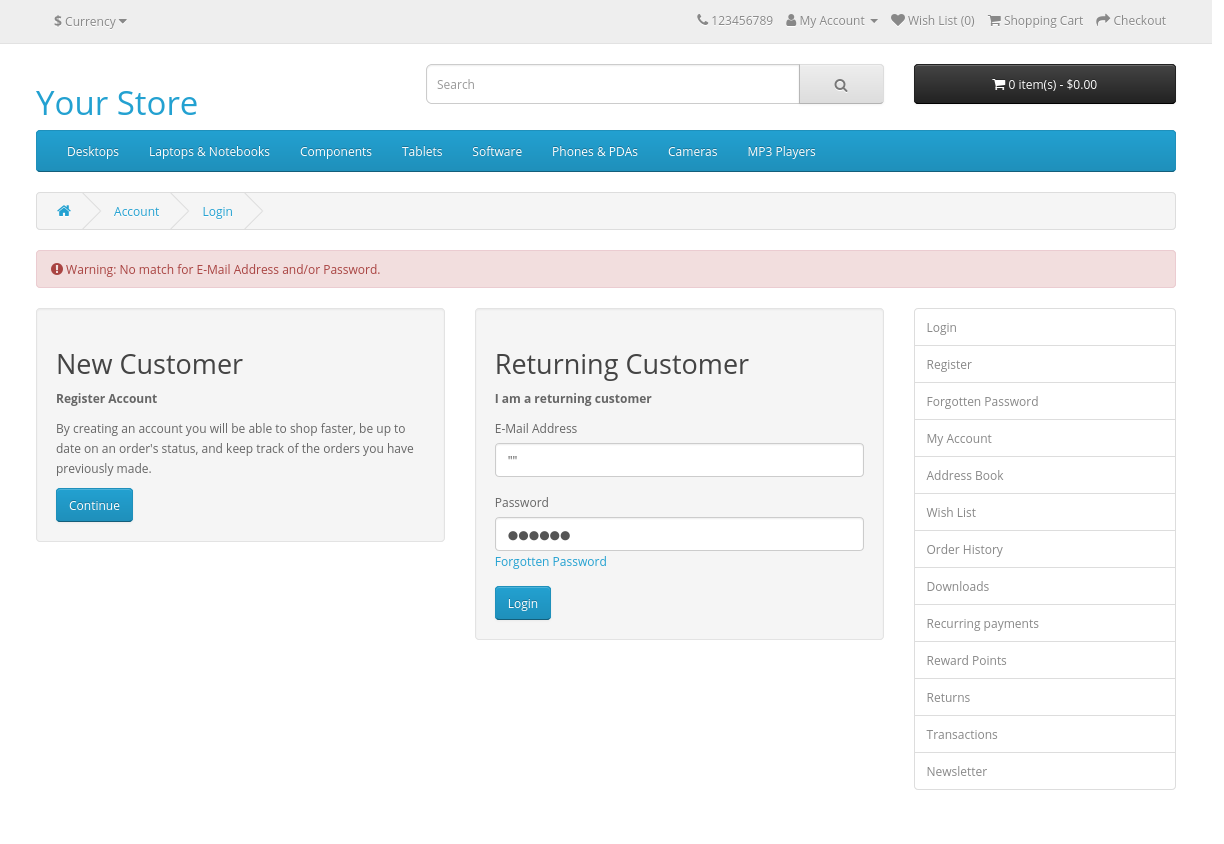 $ Currency
123456789 My Account Wish List (0) Shopping Cart Checkout
Your Store
Search
0 item(s) - $0.00
Desktops Laptops & Notebooks Components Tablets Software Phones & PDAs Cameras MP3 Players
Account Login
Warning: No match for E-Mail Address and/or Password.
New Customer
Register Account
By creating an account you will be able to shop faster, be up to
date on an order's status, and keep track of the orders you have
previously made.
Continue
Returning Customer
I am a returning customer
E-Mail Address
""
Password
●●●●●●
Forgotten Password
Login
Login
Register
Forgotten Password
My Account
Address Book
Wish List
Order History
Downloads
Recurring payments
Reward Points
Returns
Transactions
Newsletter